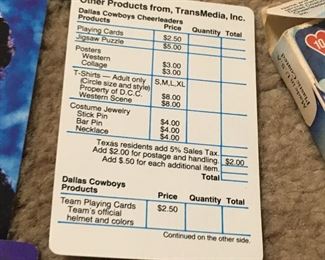 Other Products from, TransMedia, Inc.
Dallas Cowboys Cheerleaders
Products Price Quantity Total
Playing Cards $2.50
Jigsaw Puzzle $5.00
Posters
Western $3.00
Collage $3.00
T-Shirts — Adult only S,M,L,XL
(Circle size and style)
Property of D.C.C. $8.00
Western Scene $8.00
Costume Jewelry
Stick Pin $4.00
Bar Pin $4.00
Necklace $4.00
Texas residents add 5% Sales Tax
Add $2.00 for postage and handling. $2.00
Add $.50 for each additional item.
Total
Dallas Cowboys
Products Price Quantity Total
Team Playing Cards $2.50
Team's official
helmet and colors
Continued on the other side.
10